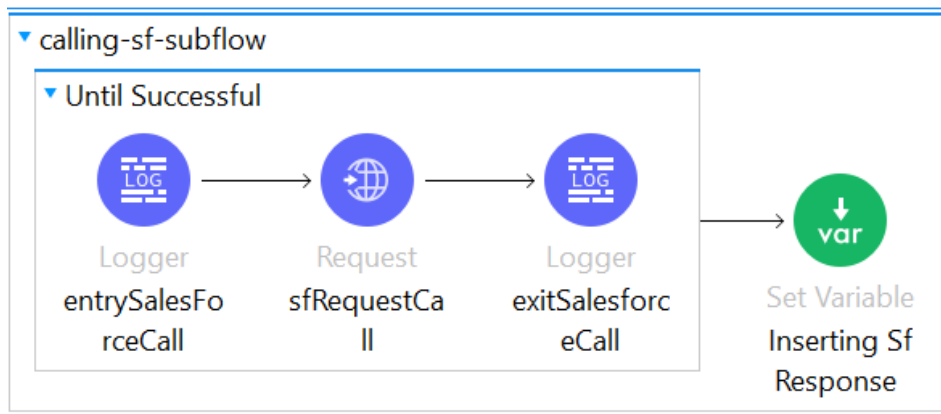 calling-sf-subflow
Until Successful
LOG
Logger
entrySalesFo
rceCall
Request
sfRequestCa
ll
LOG
Logger
exitSalesforc
eCall
var
Set Variable
Inserting Sf
Response